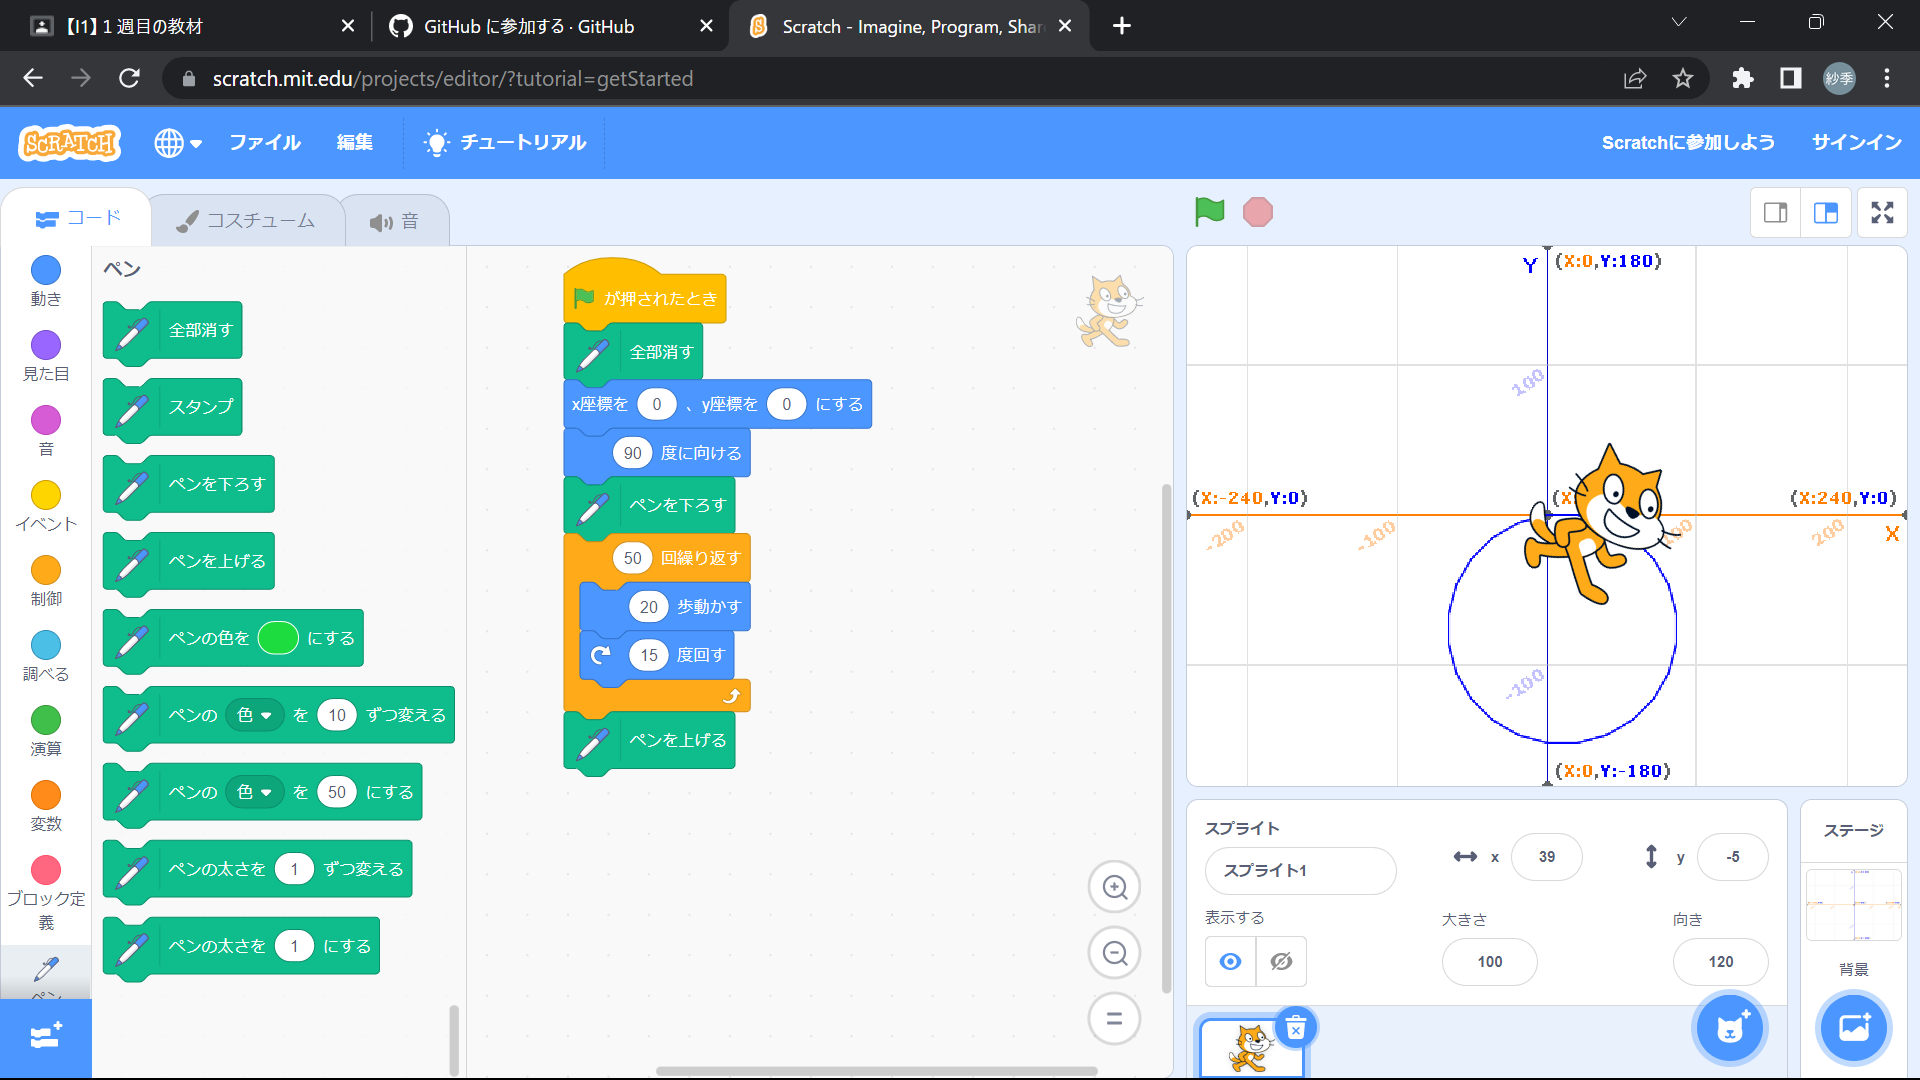 【I1】1 週目の教材
GitHub に参加する · GitHub
Scratch - Imagine, Program, Shar
scratch.mit.edu/projects/editor/?tutorial=getStarted
紗季
SCRATCH
ファイル
編集
チュートリアル
Scratchに参加しよう
サインイン
コード
コスチューム
音
動き
見た目
音
イベント
制御
調べる
演算
変数
ブロック定義
ペン
ペン
全部消す
スタンプ
ペンを下ろす
ペンを上げる
ペンの色を にする
ペンの 色 を 10 ずつ変える
ペンの 色 を 50 にする
ペンの太さを 1 ずつ変える
ペンの太さを 1 にする
が押されたとき
全部消す
x座標を 0 、y座標を 0 にする
90 度に向ける
ペンを下ろす
50 回繰り返す
20 歩動かす
15 度回す
ペンを上げる
Y
(X:0,Y:180)
100
(X:-240,Y:0)
(X
(X:240,Y:0)
-200
-100
100
200
X
-100
(X:0,Y:-180)
スプライト
スプライト1
x 39
y -5
表示する
大きさ
100
向き
120
ステージ
背景